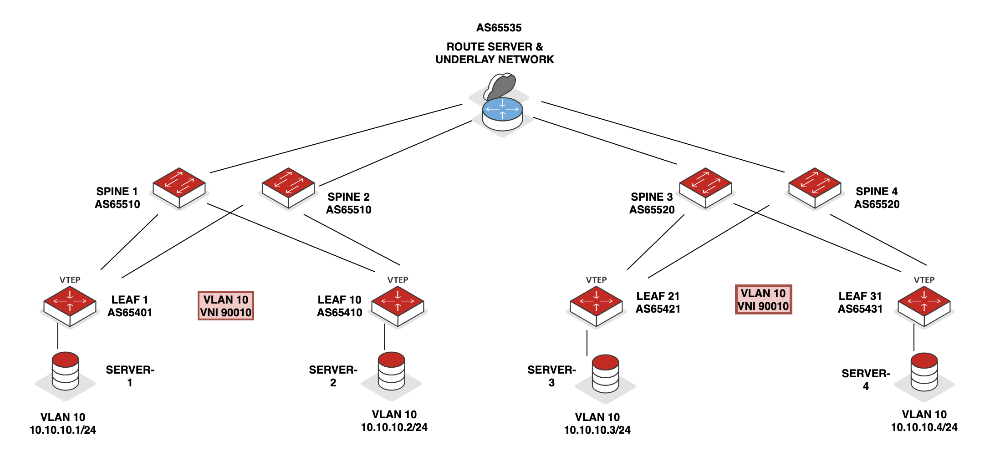 AS65535
ROUTE SERVER &
UNDERLAY NETWORK
SPINE 1
AS65510
SPINE 2
AS65510
SPINE 3
AS65520
SPINE 4
AS65520
VTEP
LEAF 1
AS65401
VLAN 10
VNI 90010
VTEP
LEAF 10
AS65410
VTEP
LEAF 21
AS65421
VLAN 10
VNI 90010
VTEP
LEAF 31
AS65431
SERVER-
1
SERVER-
2
SERVER-
3
SERVER-
4
VLAN 10
10.10.10.1/24
VLAN 10
10.10.10.2/24
VLAN 10
10.10.10.3/24
VLAN 10
10.10.10.4/24